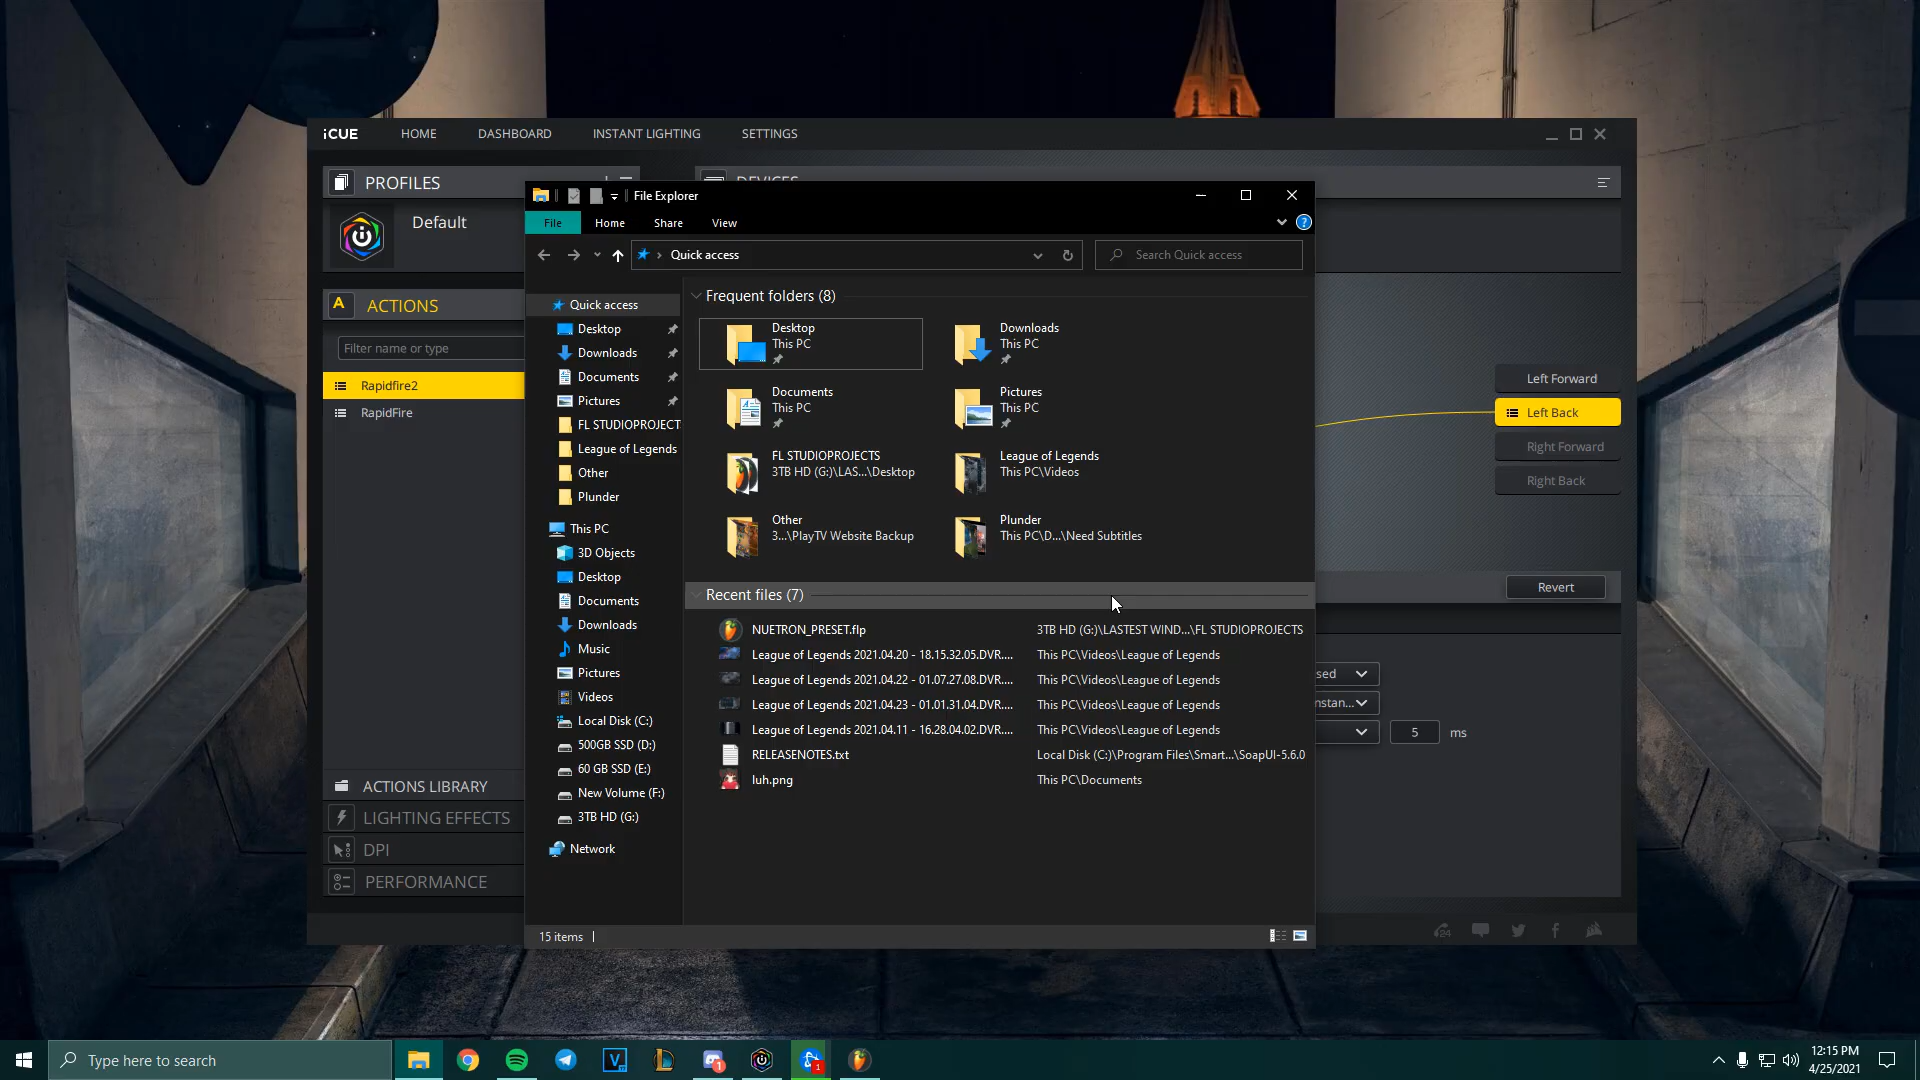 iCUE HOME DASHBOARD INSTANT LIGHTING SETTINGS
PROFILES
Default
ACTIONS
Filter name or type
Rapidfire2
RapidFire
ACTIONS LIBRARY
LIGHTING EFFECTS
DPI
PERFORMANCE
DEVICES
File Explorer
File Home Share View
Quick access
Search Quick access
Quick access
Desktop
Downloads
Documents
Pictures
FL STUDIOPROJECT
League of Legends
Other
Plunder
This PC
3D Objects
Desktop
Documents
Downloads
Music
Pictures
Videos
Local Disk (C:)
500GB SSD (D:)
60 GB SSD (E:)
New Volume (F:)
3TB HD (G:)
Network
Frequent folders (8)
Desktop
This PC
Downloads
This PC
Documents
This PC
Pictures
This PC
FL STUDIOPROJECTS
3TB HD (G:)\LAS...\Desktop
League of Legends
This PC\Videos
Other
3...\PlayTV Website Backup
Plunder
This PC\D...\Need Subtitles
Recent files (7)
NUETRON_PRESET.flp 3TB HD (G:)\LASTEST WIND...\FL STUDIOPROJECTS
League of Legends 2021.04.20 - 18.15.32.05.DVR.... This PC\Videos\League of Legends
League of Legends 2021.04.22 - 01.07.27.08.DVR.... This PC\Videos\League of Legends
League of Legends 2021.04.23 - 01.01.31.04.DVR.... This PC\Videos\League of Legends
League of Legends 2021.04.11 - 16.28.04.02.DVR.... This PC\Videos\League of Legends
RELEASENOTES.txt Local Disk (C:)\Program Files\Smart...\SoapUI-5.6.0
luh.png This PC\Documents
15 items
Left Forward
Left Back
Right Forward
Right Back
Revert
sed
nstan...
5 ms
Type here to search
12:15 PM
4/25/2021